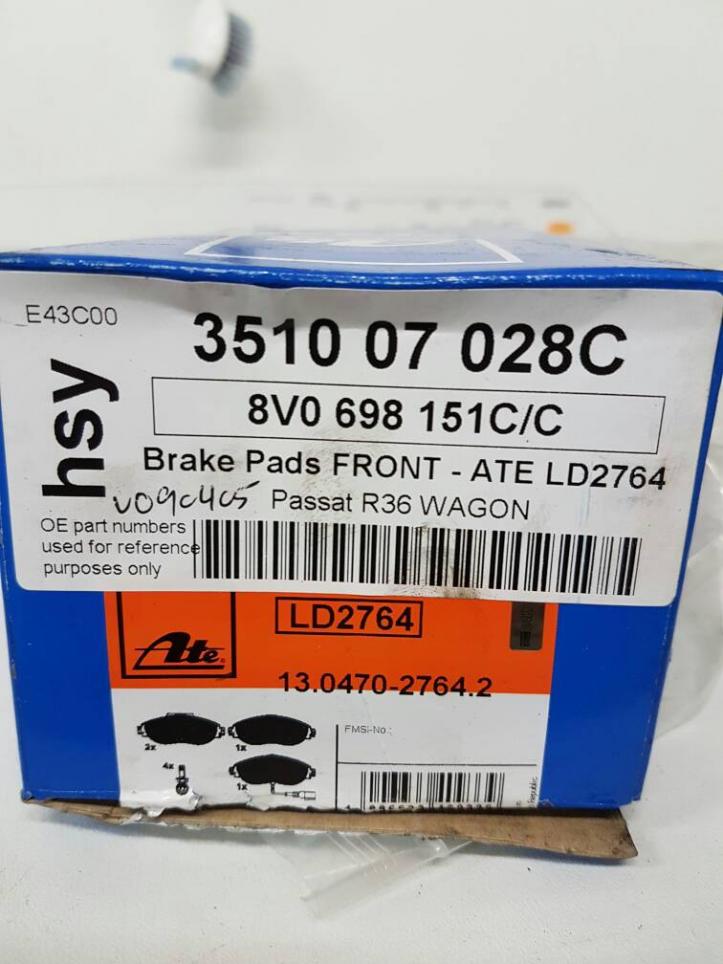 E43C00
3510 07 028C
hsy
8V0 698 151C/C
Brake Pads FRONT - ATE LD2764
v09c4c5 Passat R36 WAGON
OE part numbers
used for reference
purposes only
LD2764
Ate
13.0470-2764.2
2x
1x
FMSI-No.:
4x
1x